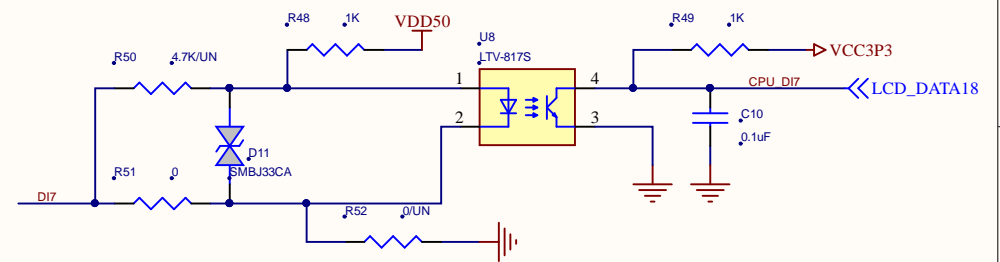 R48 1K VDD50 R49 1K
U8
R50 4.7K/UN LTV-817S VCC3P3
1 4 CPU_DI7 LCD_DATA18
2 3 C10
0.1uF
D11
R51 0 SMBJ33CA
DI7
R52 0/UN